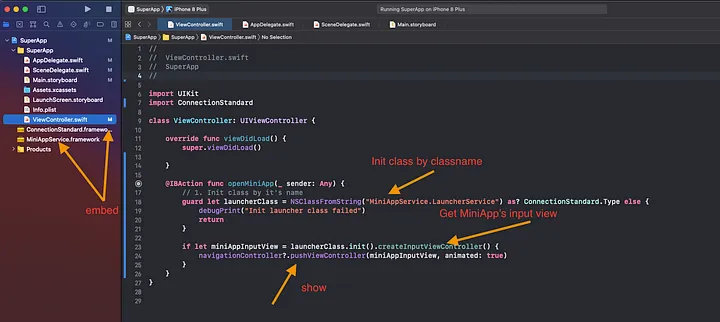 SuperApp
iPhone 8 Plus
Running SuperApp on iPhone 8 Plus
ViewController.swift
AppDelegate.swift
SceneDelegate.swift
Main.storyboard
SuperApp
SuperApp
ViewController.swift
No Selection
SuperApp M
SuperApp
AppDelegate.swift M
SceneDelegate.swift M
Main.storyboard M
Assets.xcassets
LaunchScreen.storyboard
Info.plist
ViewController.swift M
ConnectionStandard.framewo...
MiniAppService.framework
Products
embed
1 //
2 // ViewController.swift
3 // SuperApp
4 //
5
6 import UIKit
7 import ConnectionStandard
8
9 class ViewController: UIViewController {
10
11 override func viewDidLoad() {
12 super.viewDidLoad()
13
14 }
15
Init class by classname
@IBAction func openMiniApp(_ sender: Any) {
17 // 1. Init class by it's name
18 guard let launcherClass = NSClassFromString("MiniAppService.LauncherService") as? ConnectionStandard.Type else {
19 debugPrint("Init launcher class failed")
20 return
21 }
Get MiniApp's input view
22
23 if let miniAppInputView = launcherClass.init().createInputViewController() {
24 navigationController?.pushViewController(miniAppInputView, animated: true)
25 }
26 }
27 }
28
29
show